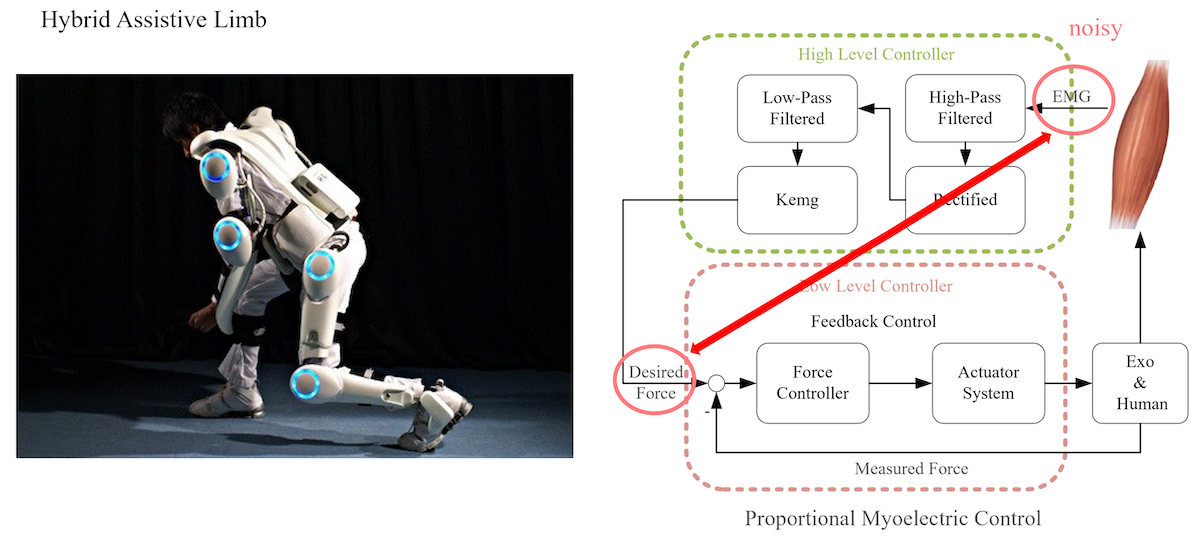 Hybrid Assistive Limb
noisy
High Level Controller
Low-Pass
Filtered
High-Pass
Filtered
EMG
Kemg
Rectified
Low Level Controller
Feedback Control
Desired
Force
Force
Controller
Actuator
System
Exo
&
Human
-
Measured Force
Proportional Myoelectric Control